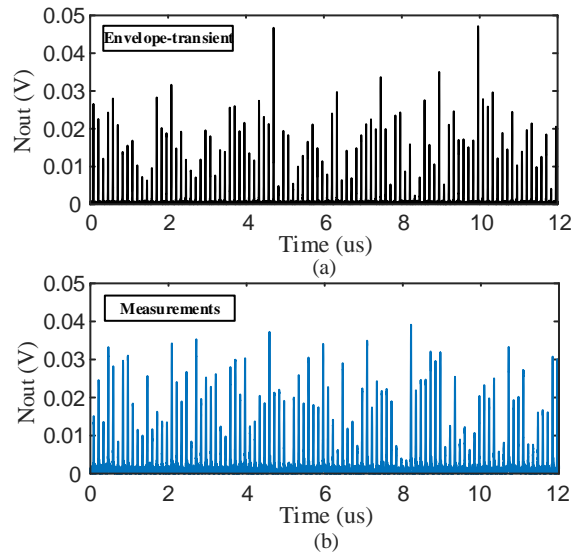 0.05
Envelope-transient
0.04
0.03
0.02
0.01
0
Nout (V)
0 2 4 6 8 10 12
Time (us)
(a)
0.05
Measurements
0.04
0.03
0.02
0.01
0
Nout (V)
0 2 4 6 8 10 12
Time (us)
(b)